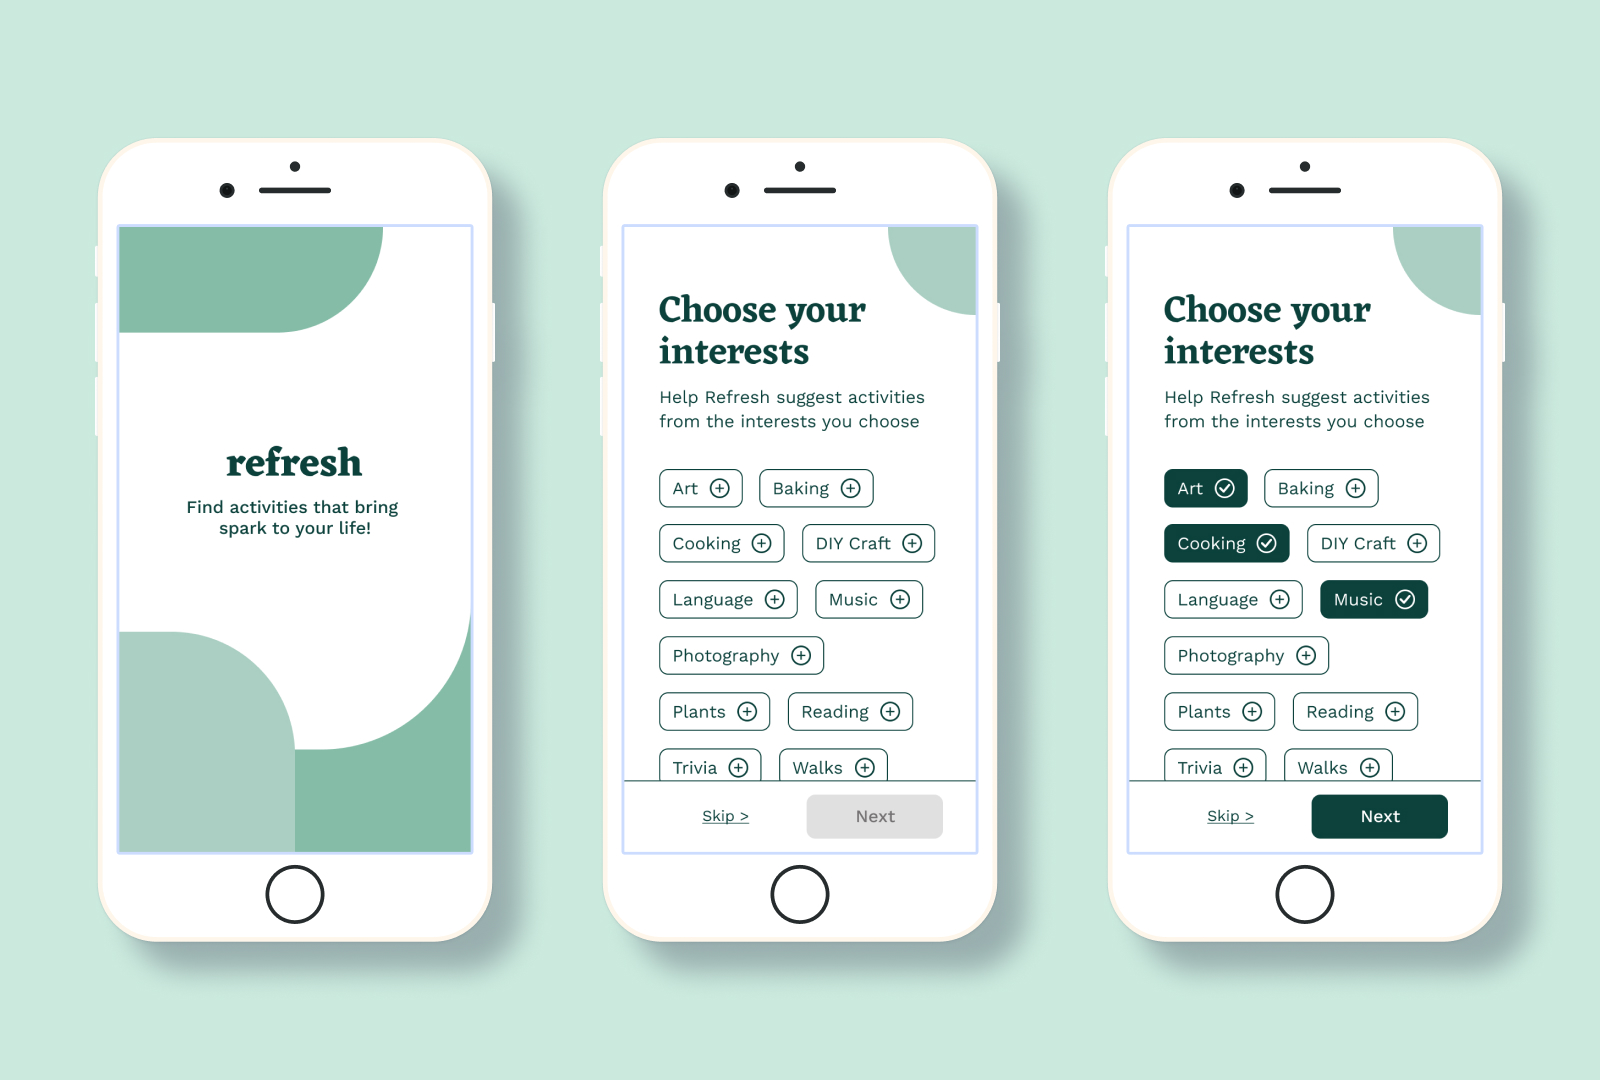 refresh
Find activities that bring
spark to your life!
Choose your
interests
Help Refresh suggest activities
from the interests you choose
Art
Baking
Cooking
DIY Craft
Language
Music
Photography
Plants
Reading
Trivia
Walks
Skip >
Next
Choose your
interests
Help Refresh suggest activities
from the interests you choose
Art
Baking
Cooking
DIY Craft
Language
Music
Photography
Plants
Reading
Trivia
Walks
Skip >
Next